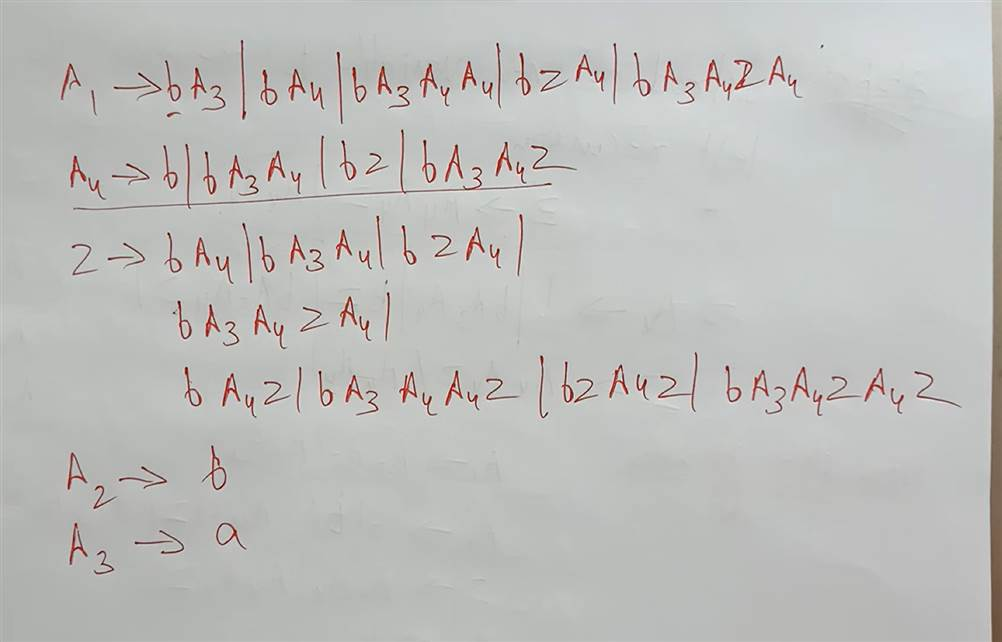 A₁ → bA₃ | bA₄ | bA₃A₄A₄ | bZA₄ | bA₃A₄ZA₄
A₄ → b | bA₃A₄ | bZ | bA₃A₄Z
Z → bA₄ | bA₃A₄ | bZA₄ |
bA₃A₄ZA₄ |
bA₄Z | bA₃A₄A₄Z | bZA₄Z | bA₃A₄ZA₄Z
A₂ → b
A₃ → a